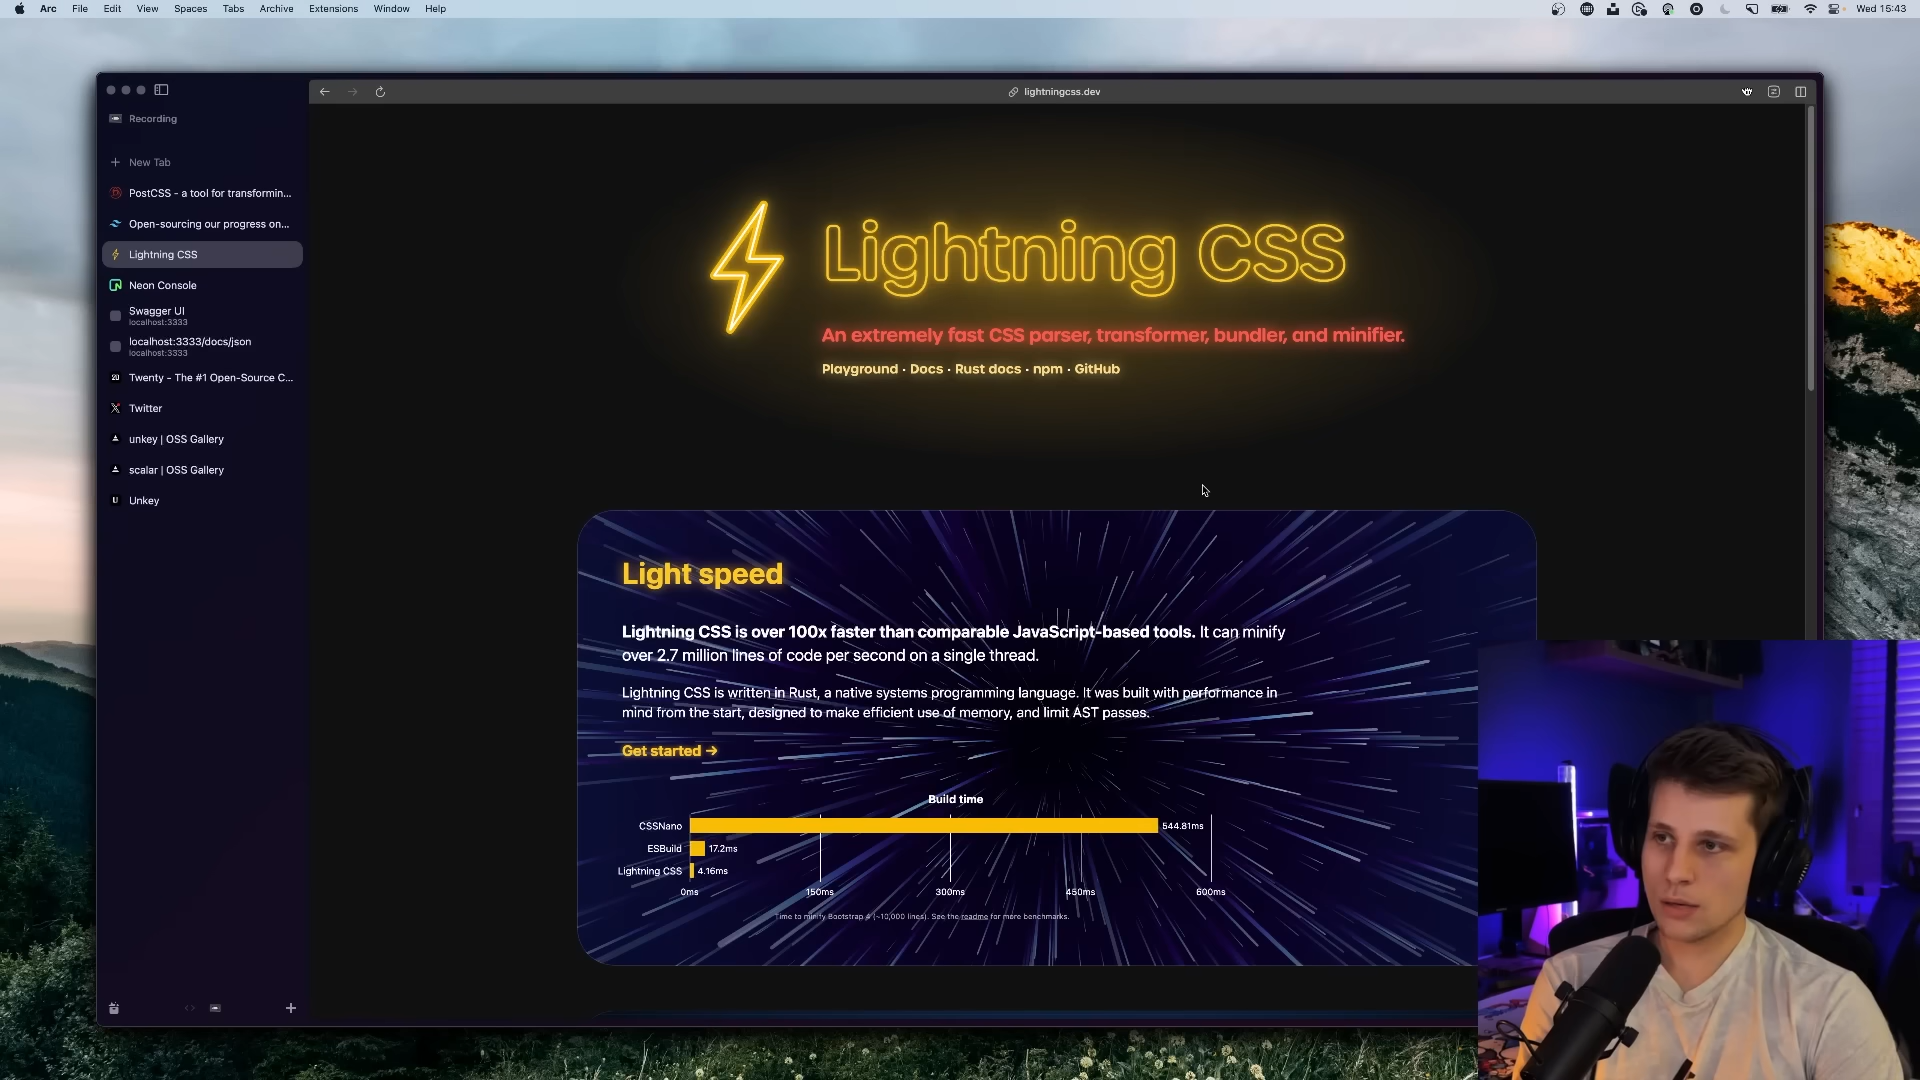 Arc File Edit View Spaces Tabs Archive Extensions Window Help
Wed 15:43
lightningcss.dev
Recording
New Tab
PostCSS - a tool for transformin...
Open-sourcing our progress on...
Lightning CSS
Neon Console
Swagger UI
localhost:3333
localhost:3333/docs/json
localhost:3333
Twenty - The #1 Open-Source C...
Twitter
unkey | OSS Gallery
scalar | OSS Gallery
Unkey
Lightning CSS
An extremely fast CSS parser, transformer, bundler, and minifier.
Playground · Docs · Rust docs · npm · GitHub
Light speed
Lightning CSS is over 100x faster than comparable JavaScript-based tools. It can minify
over 2.7 million lines of code per second on a single thread.
Lightning CSS is written in Rust, a native systems programming language. It was built with performance in
mind from the start, designed to make efficient use of memory, and limit AST passes.
Get started →
Build time
CSSNano 544.81ms
ESBuild 17.2ms
Lightning CSS 4.16ms
0ms 150ms 300ms 450ms 600ms
Time to minify Bootstrap 4 (~10,000 lines). See the readme for more benchmarks.